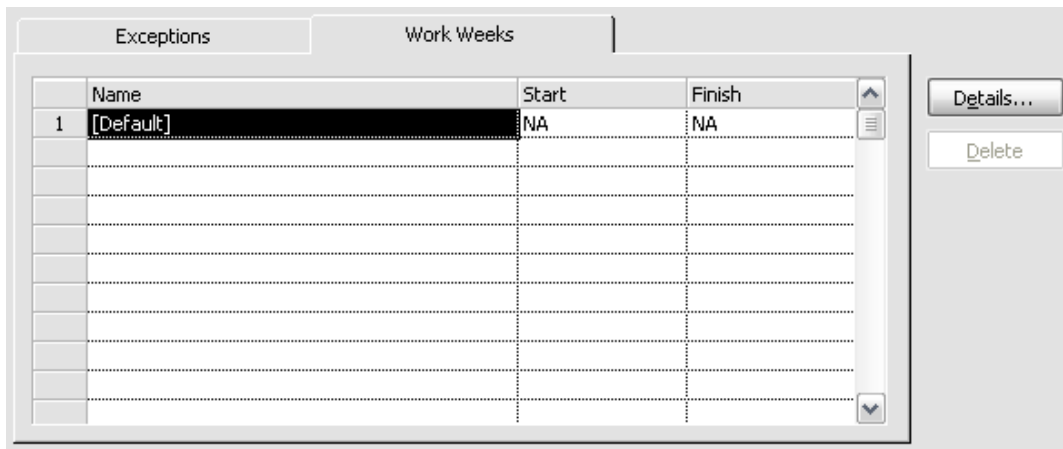 Exceptions Work Weeks
Name Start Finish
1 [Default] NA NA
Details...
Delete